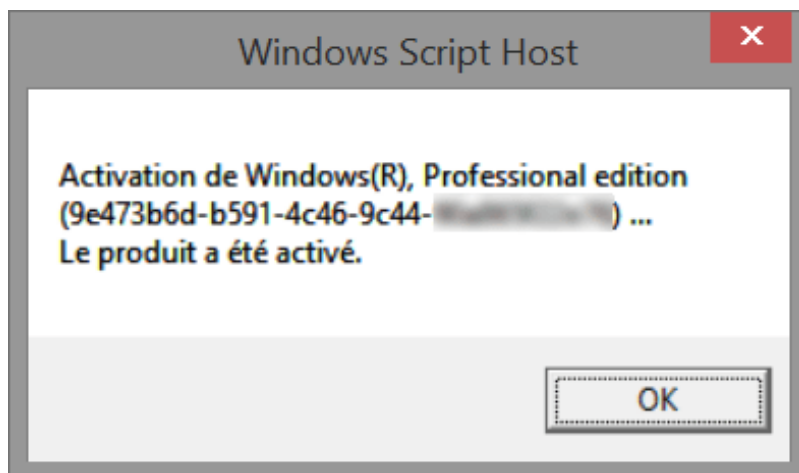 Windows Script Host
Activation de Windows(R), Professional edition
(9e473b6d-b591-4c46-9c44- ) ...
Le produit a été activé.
OK